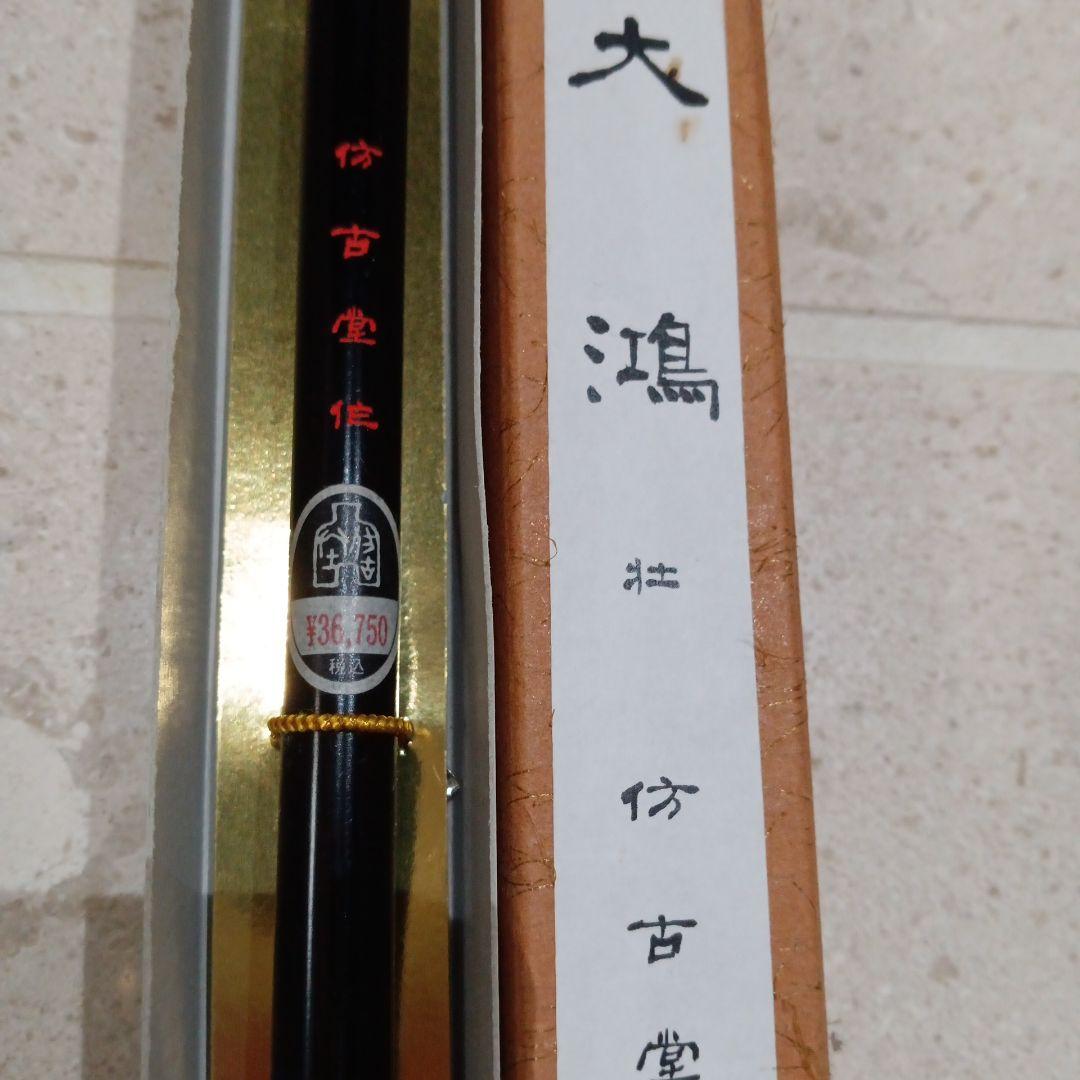 仿古堂作
¥36,750
税込
大鴻
壮
仿古堂